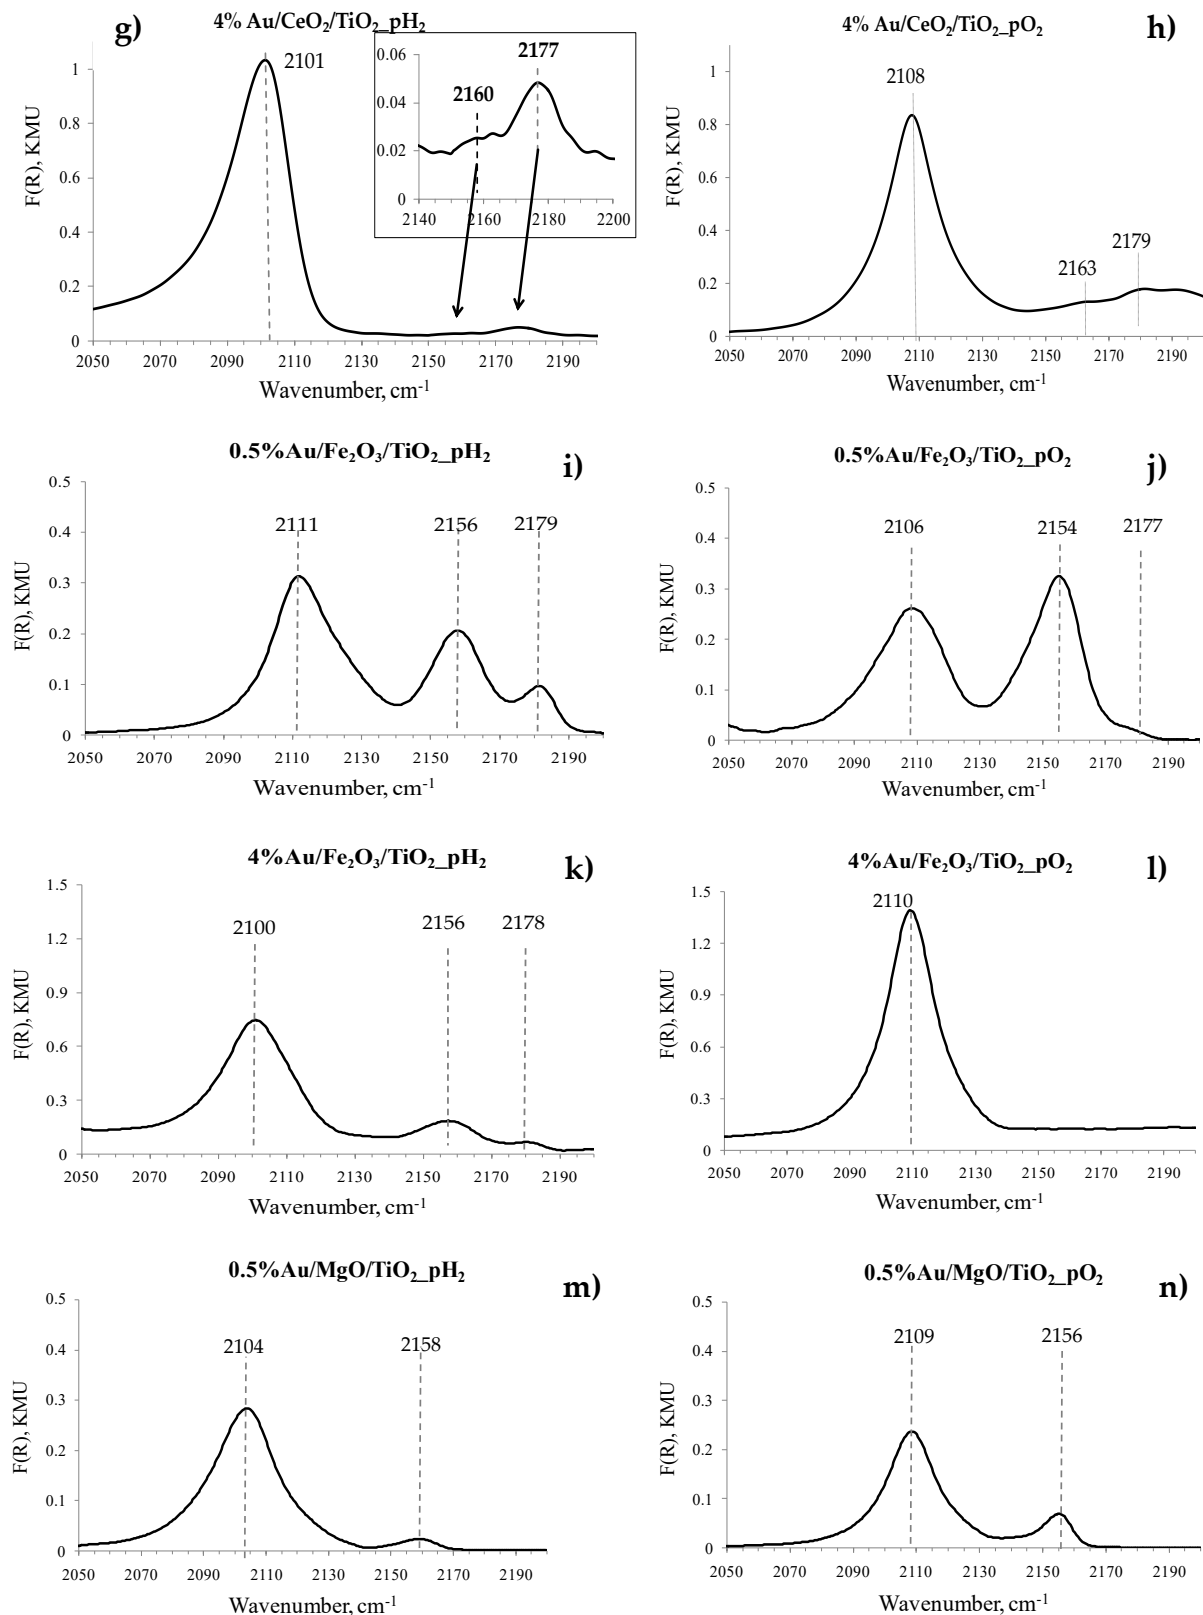 g)
4% Au/CeO₂/TiO₂_pH₂
F(R), KMU
1
0.8
0.6
0.4
0.2
0
2101
0.06
0.04
0.02
0
2177
2160
2140 2160 2180 2200
2050 2070 2090 2110 2130 2150 2170 2190
Wavenumber, cm⁻¹
h)
4% Au/CeO₂/TiO₂_pO₂
F(R), KMU
1
0.8
0.6
0.4
0.2
0
2108
2163
2179
2050 2070 2090 2110 2130 2150 2170 2190
Wavenumber, cm⁻¹
i)
0.5%Au/Fe₂O₃/TiO₂_pH₂
F(R), KMU
0.5
0.4
0.3
0.2
0.1
0
2111 2156 2179
2050 2070 2090 2110 2130 2150 2170 2190
Wavenumber, cm⁻¹
j)
0.5%Au/Fe₂O₃/TiO₂_pO₂
F(R), KMU
0.5
0.4
0.3
0.2
0.1
0
2106 2154 2177
2050 2070 2090 2110 2130 2150 2170 2190
Wavenumber, cm⁻¹
k)
4%Au/Fe₂O₃/TiO₂_pH₂
F(R), KMU
1.5
1.2
0.9
0.6
0.3
0
2100 2156 2178
2050 2070 2090 2110 2130 2150 2170 2190
Wavenumber, cm⁻¹
l)
4%Au/Fe₂O₃/TiO₂_pO₂
F(R), KMU
1.5
1.2
0.9
0.6
0.3
0
2110
2050 2070 2090 2110 2130 2150 2170 2190
Wavenumber, cm⁻¹
m)
0.5%Au/MgO/TiO₂_pH₂
F(R), KMU
0.5
0.4
0.3
0.2
0.1
0
2104 2158
2050 2070 2090 2110 2130 2150 2170 2190
Wavenumber, cm⁻¹
n)
0.5%Au/MgO/TiO₂_pO₂
F(R), KMU
0.5
0.4
0.3
0.2
0.1
0
2109 2156
2050 2070 2090 2110 2130 2150 2170 2190
Wavenumber, cm⁻¹